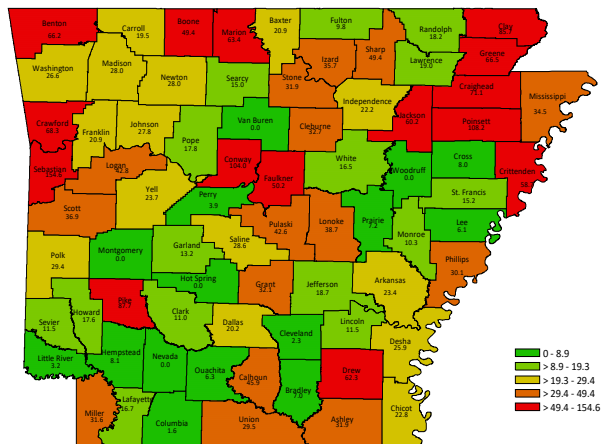 Benton
66.2
Carroll
19.5
Boone
Marion
63.4
Baxter
20.9
Fulton
9.8
Randolph
18.2
Clay
Washington
26.6
Madison
28.0
Newton
28.0
Searcy
15.0
Stone
31.9
Izard
35.7
Sharp
49.4
Lawrence
19.0
Greene
66.5
Craighead
Mississippi
34.5
Crawford
68.3
Franklin
20.9
Johnson
27.8
Pope
17.8
Van Buren
0.0
Cleburne
32.7
Independence
22.2
Jackson
60.2
Poinsett
108.2
Sebastian
154.6
Logan
42.8
Conway
104.0
Faulkner
50.2
White
16.5
Woodruff
0.0
Cross
8.0
Crittenden
Scott
36.9
Yell
23.7
Perry
3.9
St. Francis
15.2
Pulaski
42.6
Lonoke
38.7
Prairie
7.2
Monroe
10.3
Lee
6.1
Phillips
30.1
Polk
29.4
Montgomery
0.0
Garland
13.2
Saline
28.6
Hot Spring
0.0
Grant
32.1
Jefferson
18.7
Arkansas
23.4
Sevier
11.5
Howard
17.6
Pike
Clark
11.0
Dallas
20.2
Cleveland
2.3
Lincoln
11.5
Desha
25.9
Little River
3.2
Hempstead
8.1
Nevada
0.0
Ouachita
6.3
Calhoun
45.9
Bradley
7.0
Drew
62.3
Miller
31.6
Lafayette
16.7
Columbia
1.6
Union
29.5
Ashley
31.9
Chicot
22.8
0 - 8.9
> 8.9 - 19.3
> 19.3 - 29.4
> 29.4 - 49.4
> 49.4 - 154.6